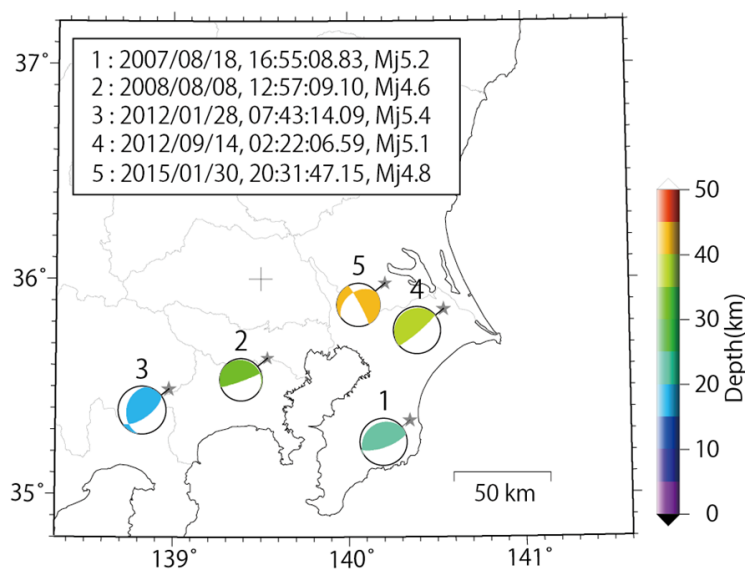 37°
1 : 2007/08/18, 16:55:08.83, Mj5.2
2 : 2008/08/08, 12:57:09.10, Mj4.6
3 : 2012/01/28, 07:43:14.09, Mj5.4
4 : 2012/09/14, 02:22:06.59, Mj5.1
5 : 2015/01/30, 20:31:47.15, Mj4.8
36°
35°
5
4
2
3
1
50 km
139°
140°
141°
50
40
30
20
10
0
Depth(km)